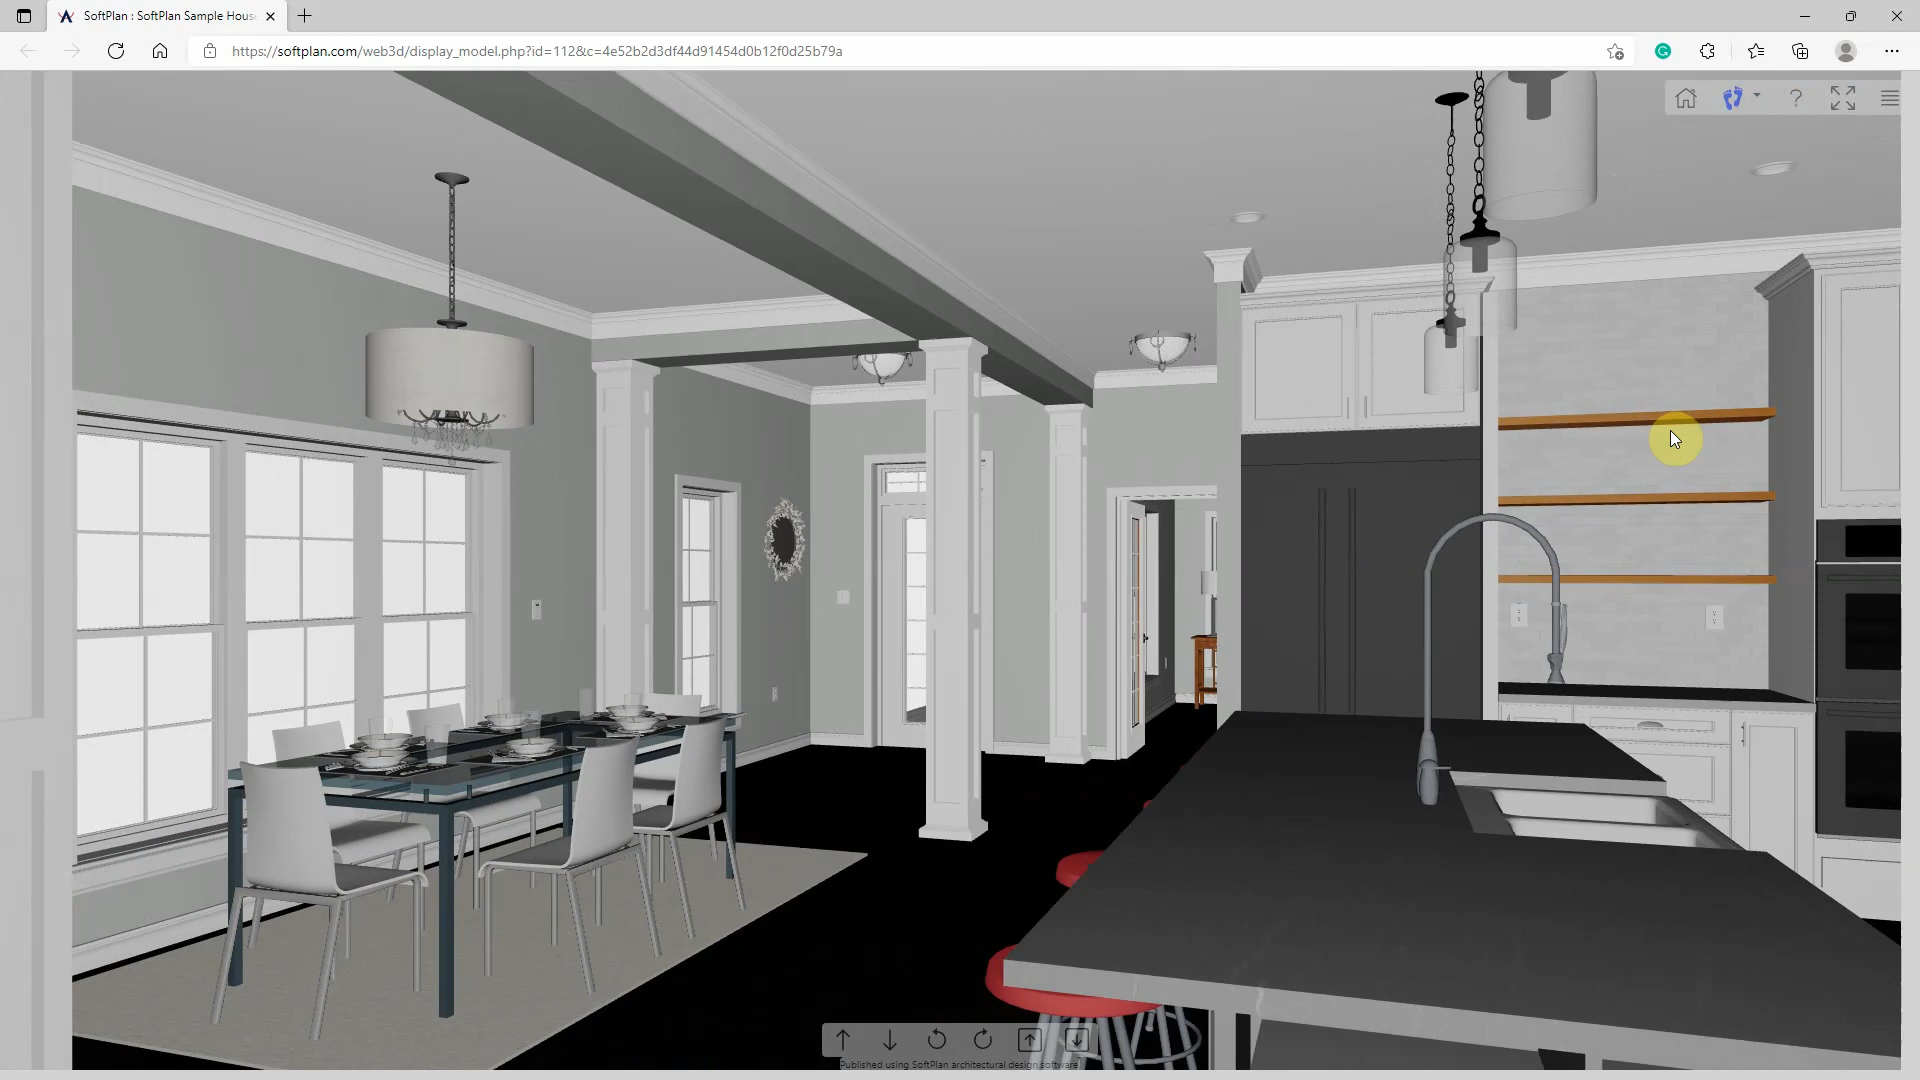 SoftPlan : SoftPlan Sample Hous
https://softplan.com/web3d/display_model.php?id=112&c=4e52b2d3df44d91454d0b12f0d25b79a
Published using SoftPlan architectural design software